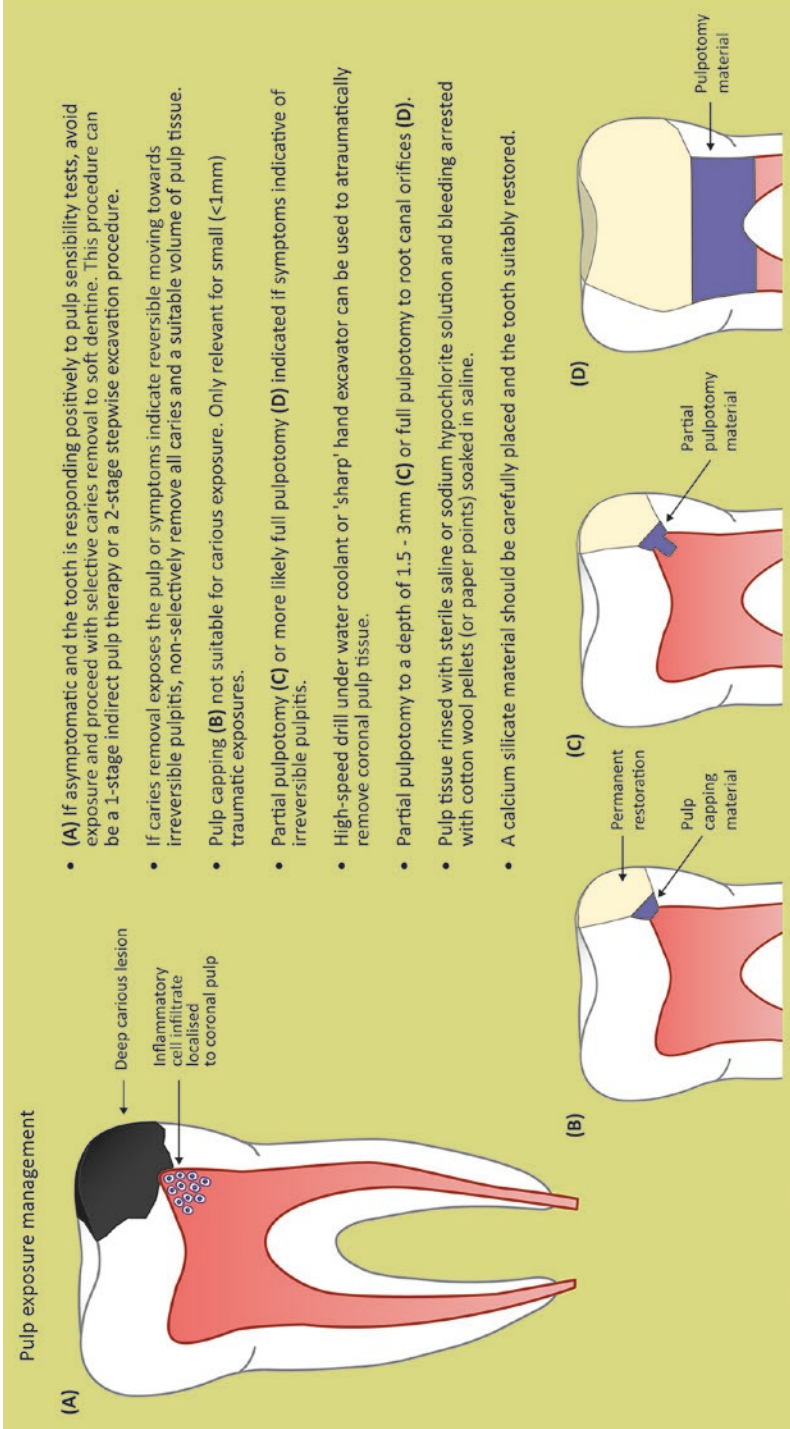 Pulp exposure management
(A)
Deep carious lesion
Inflammatory
cell infiltrate
localised
to coronal pulp
• (A) If asymptomatic and the tooth is responding positively to pulp sensibility tests, avoid
exposure and proceed with selective caries removal to soft dentine. This procedure can
be a 1-stage indirect pulp therapy or a 2-stage stepwise excavation procedure.
• If caries removal exposes the pulp or symptoms indicate reversible moving towards
irreversible pulpitis, non-selectively remove all caries and a suitable volume of pulp tissue.
• Pulp capping (B) not suitable for carious exposure. Only relevant for small (<1mm)
traumatic exposures.
• Partial pulpotomy (C) or more likely full pulpotomy (D) indicated if symptoms indicative of
irreversible pulpitis.
• High-speed drill under water coolant or 'sharp' hand excavator can be used to atraumatically
remove coronal pulp tissue.
• Partial pulpotomy to a depth of 1.5 - 3mm (C) or full pulpotomy to root canal orifices (D).
• Pulp tissue rinsed with sterile saline or sodium hypochlorite solution and bleeding arrested
with cotton wool pellets (or paper points) soaked in saline.
• A calcium silicate material should be carefully placed and the tooth suitably restored.
(B)
Permanent
restoration
Pulp
capping
material
(C)
Partial
pulpotomy
material
(D)
Pulpotomy
material